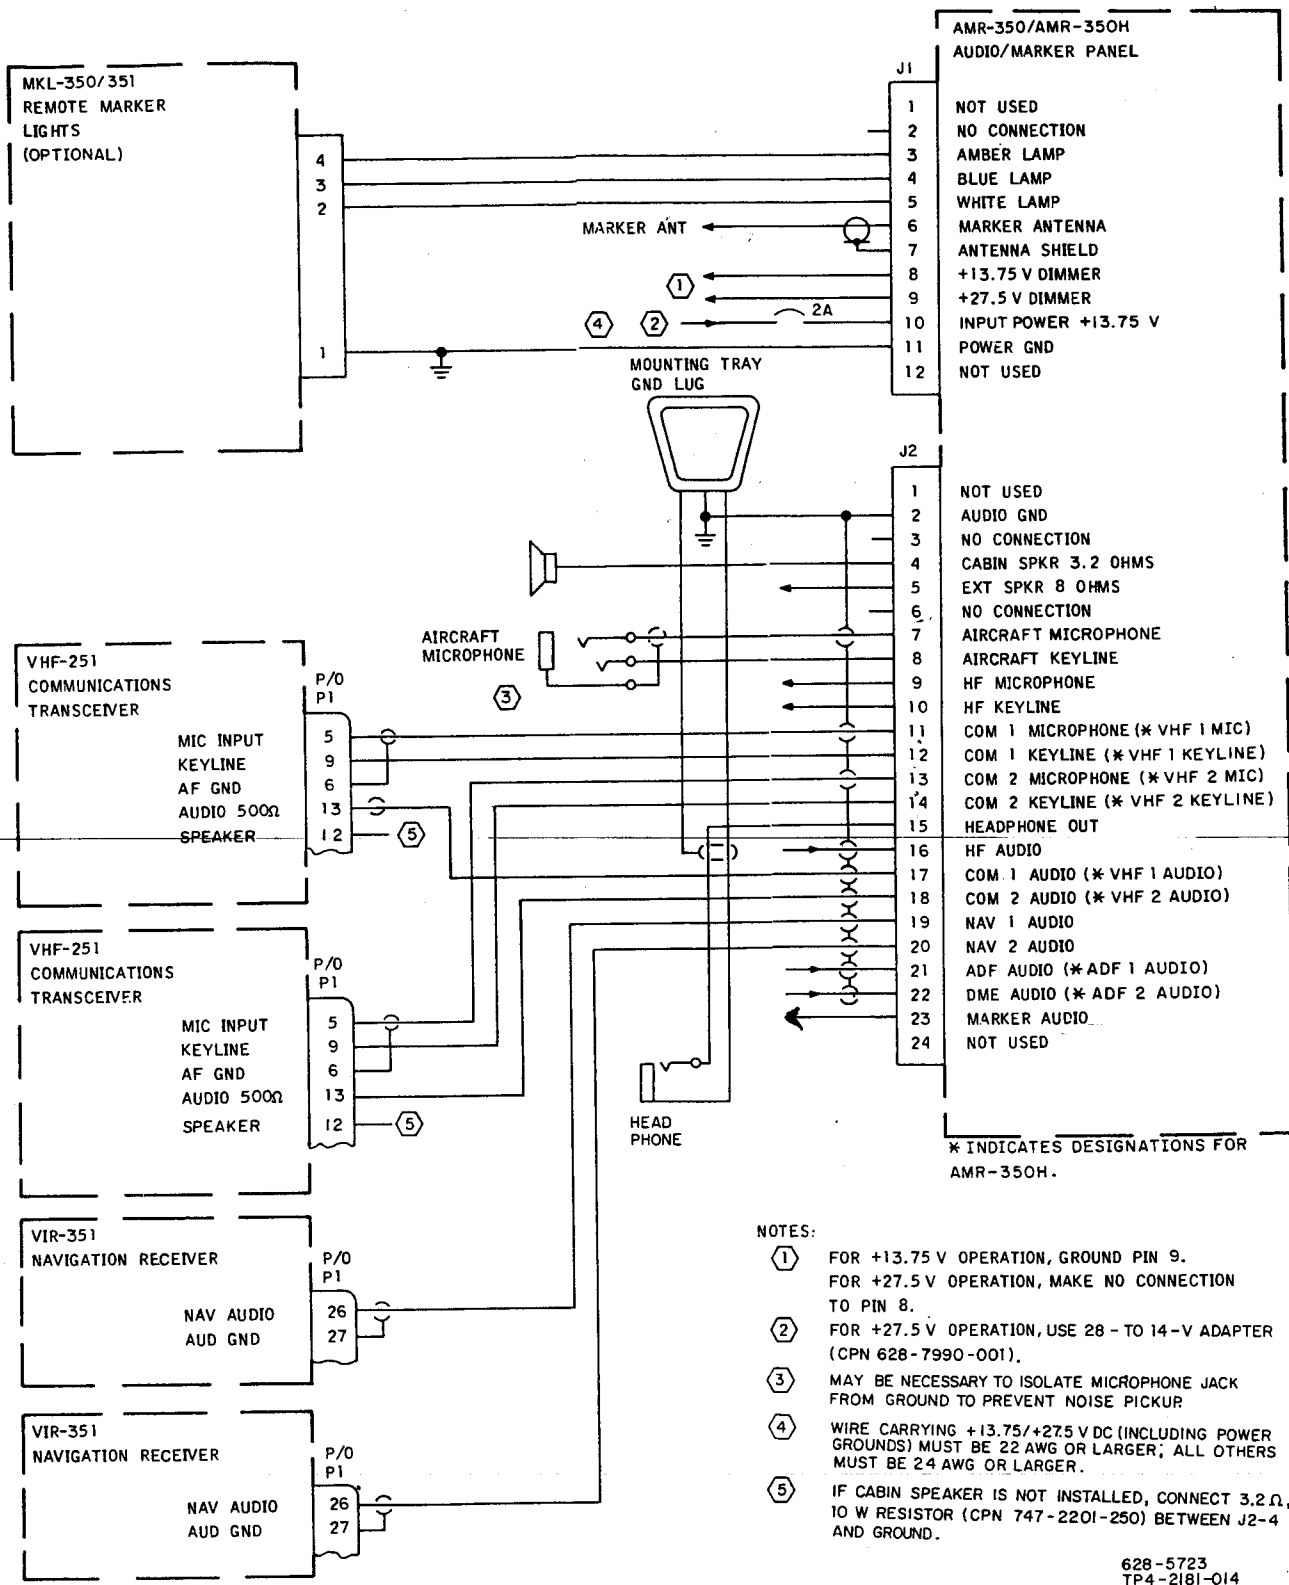 MKL-350/351
REMOTE MARKER
LIGHTS
(OPTIONAL)
4
3
2
1
AMR-350/AMR-350H
AUDIO/MARKER PANEL
J1
1 NOT USED
2 NO CONNECTION
3 AMBER LAMP
4 BLUE LAMP
5 WHITE LAMP
MARKER ANT 6 MARKER ANTENNA
7 ANTENNA SHIELD
1 8 +13.75 V DIMMER
9 +27.5 V DIMMER
4 2 2A 10 INPUT POWER +13.75 V
11 POWER GND
12 NOT USED
MOUNTING TRAY
GND LUG
J2
1 NOT USED
2 AUDIO GND
3 NO CONNECTION
4 CABIN SPKR 3.2 OHMS
5 EXT SPKR 8 OHMS
6 NO CONNECTION
7 AIRCRAFT MICROPHONE
8 AIRCRAFT KEYLINE
9 HF MICROPHONE
10 HF KEYLINE
11 COM 1 MICROPHONE (* VHF 1 MIC)
12 COM 1 KEYLINE (* VHF 1 KEYLINE)
13 COM 2 MICROPHONE (* VHF 2 MIC)
14 COM 2 KEYLINE (* VHF 2 KEYLINE)
15 HEADPHONE OUT
16 HF AUDIO
17 COM 1 AUDIO (* VHF 1 AUDIO)
18 COM 2 AUDIO (* VHF 2 AUDIO)
19 NAV 1 AUDIO
20 NAV 2 AUDIO
21 ADF AUDIO (* ADF 1 AUDIO)
22 DME AUDIO (* ADF 2 AUDIO)
23 MARKER AUDIO
24 NOT USED
* INDICATES DESIGNATIONS FOR
AMR-350H.
AIRCRAFT
MICROPHONE
3
VHF-251
COMMUNICATIONS
TRANSCEIVER
P/O
P1
MIC INPUT 5
KEYLINE 9
AF GND 6
AUDIO 500Ω 13
SPEAKER 12 5
VHF-251
COMMUNICATIONS
TRANSCEIVER
P/O
P1
MIC INPUT 5
KEYLINE 9
AF GND 6
AUDIO 500Ω 13
SPEAKER 12 5
HEAD
PHONE
VIR-351
NAVIGATION RECEIVER
P/O
P1
NAV AUDIO 26
AUD GND 27
VIR-351
NAVIGATION RECEIVER
P/O
P1
NAV AUDIO 26
AUD GND 27
NOTES:
1 FOR +13.75 V OPERATION, GROUND PIN 9.
FOR +27.5 V OPERATION, MAKE NO CONNECTION
TO PIN 8.
2 FOR +27.5 V OPERATION, USE 28-TO 14-V ADAPTER
(CPN 628-7990-001).
3 MAY BE NECESSARY TO ISOLATE MICROPHONE JACK
FROM GROUND TO PREVENT NOISE PICKUP.
4 WIRE CARRYING +13.75/+27.5 V DC (INCLUDING POWER
GROUNDS) MUST BE 22 AWG OR LARGER; ALL OTHERS
MUST BE 24 AWG OR LARGER.
5 IF CABIN SPEAKER IS NOT INSTALLED, CONNECT 3.2 Ω,
10 W RESISTOR (CPN 747-2201-250) BETWEEN J2-4
AND GROUND.
628-5723
TP4-2181-014